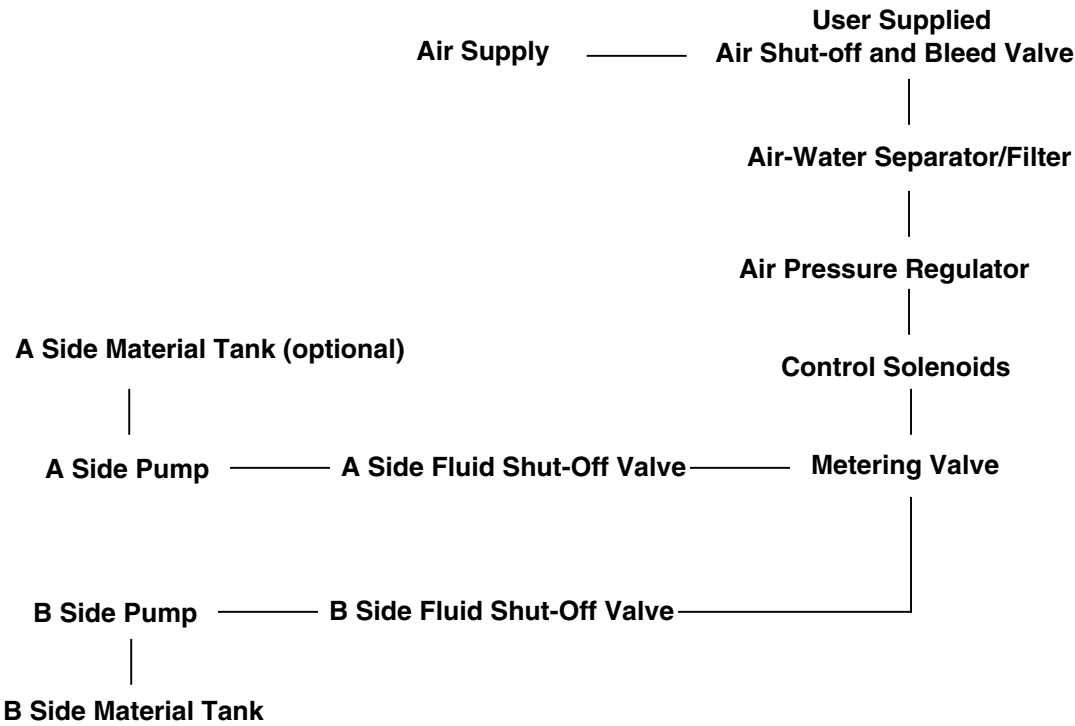 User Supplied
Air Supply
Air Shut-off and Bleed Valve
Air-Water Separator/Filter
Air Pressure Regulator
A Side Material Tank (optional)
Control Solenoids
A Side Pump
A Side Fluid Shut-Off Valve
Metering Valve
B Side Pump
B Side Fluid Shut-Off Valve
B Side Material Tank